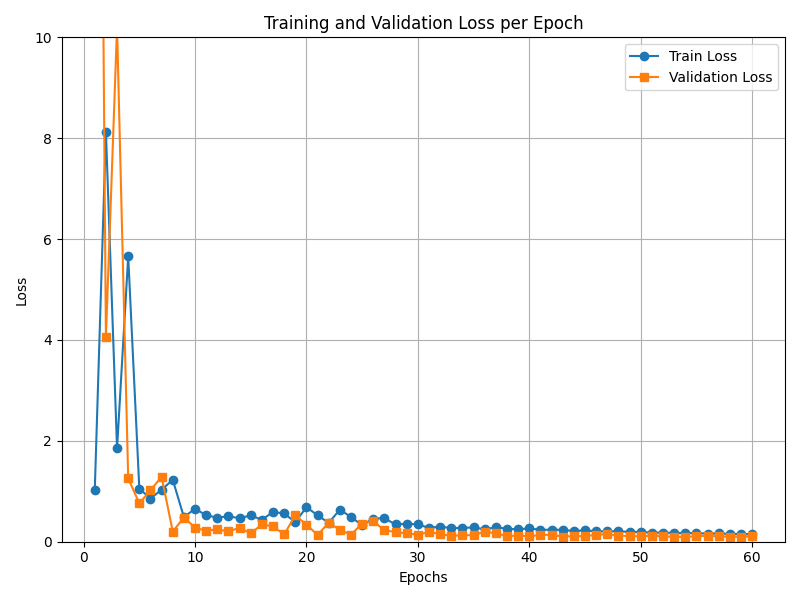 Training and Validation Loss per Epoch
Train Loss
Validation Loss
Loss
10
8
6
4
2
0
0 10 20 30 40 50 60
Epochs